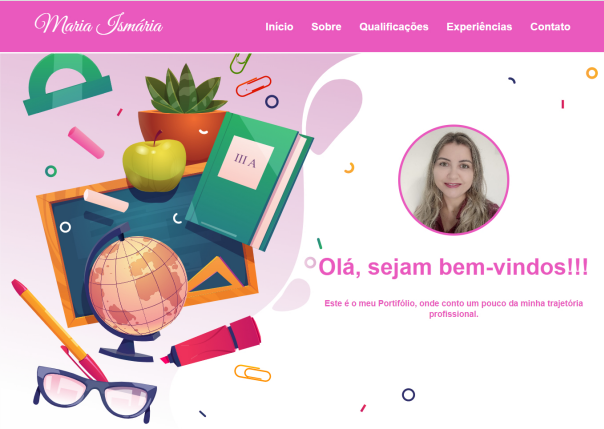 Maria Ismária
Início Sobre Qualificações Experiências Contato
III A
Olá, sejam bem-vindos!!!
Este é o meu Portifólio, onde conto um pouco da minha trajetória
profissional.